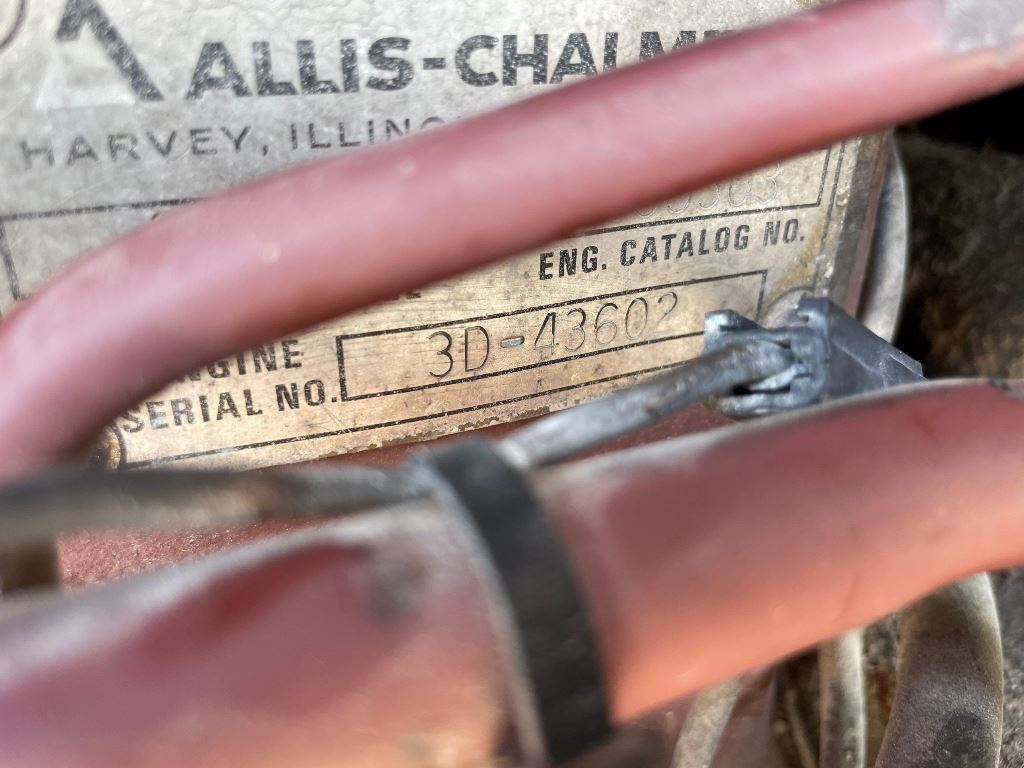 ALLIS-CHALM
HARVEY, ILLIN
ENG. CATALOG NO.
ENGINE
SERIAL NO. 3D-43602